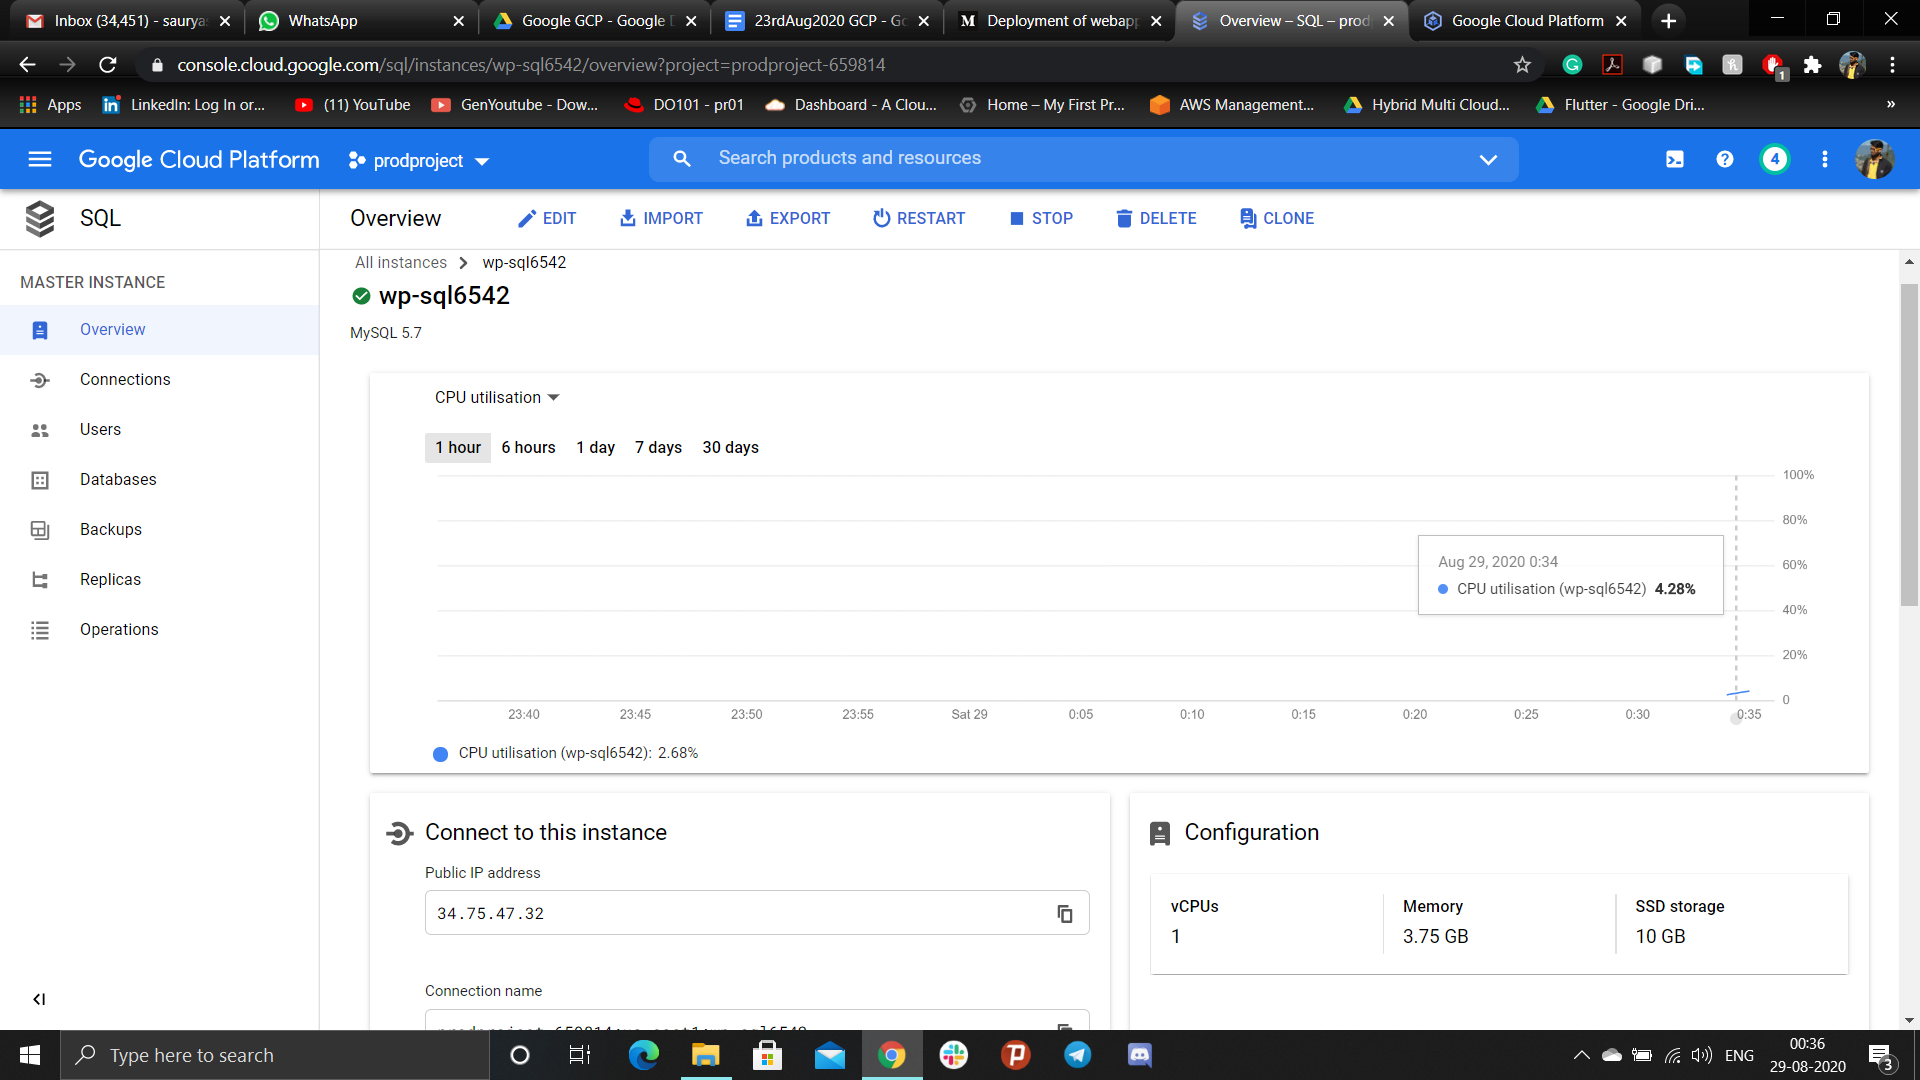 Inbox (34,451) - saurya
WhatsApp
Google GCP - Google D
23rdAug2020 GCP - Go
M Deployment of webapp
Overview – SQL – prod
Google Cloud Platform
console.cloud.google.com/sql/instances/wp-sql6542/overview?project=prodproject-659814
1
Apps
LinkedIn: Log In or...
(11) YouTube
GenYoutube - Dow...
DO101 - pr01
Dashboard - A Clou...
Home – My First Pr...
AWS Management...
Hybrid Multi Cloud...
Flutter - Google Dri...
»
Google Cloud Platform
prodproject
Search products and resources
4
SQL
Overview
EDIT
IMPORT
EXPORT
RESTART
STOP
DELETE
CLONE
MASTER INSTANCE
Overview
Connections
Users
Databases
Backups
Replicas
Operations
All instances
wp-sql6542
wp-sql6542
MySQL 5.7
CPU utilisation
1 hour
6 hours
1 day
7 days
30 days
100%
80%
60%
40%
20%
0
Aug 29, 2020 0:34
CPU utilisation (wp-sql6542) 4.28%
23:40
23:45
23:50
23:55
Sat 29
0:05
0:10
0:15
0:20
0:25
0:30
0:35
CPU utilisation (wp-sql6542): 2.68%
Connect to this instance
Public IP address
34.75.47.32
Connection name
Configuration
vCPUs
1
Memory
3.75 GB
SSD storage
10 GB
Type here to search
ENG
00:36
29-08-2020
3